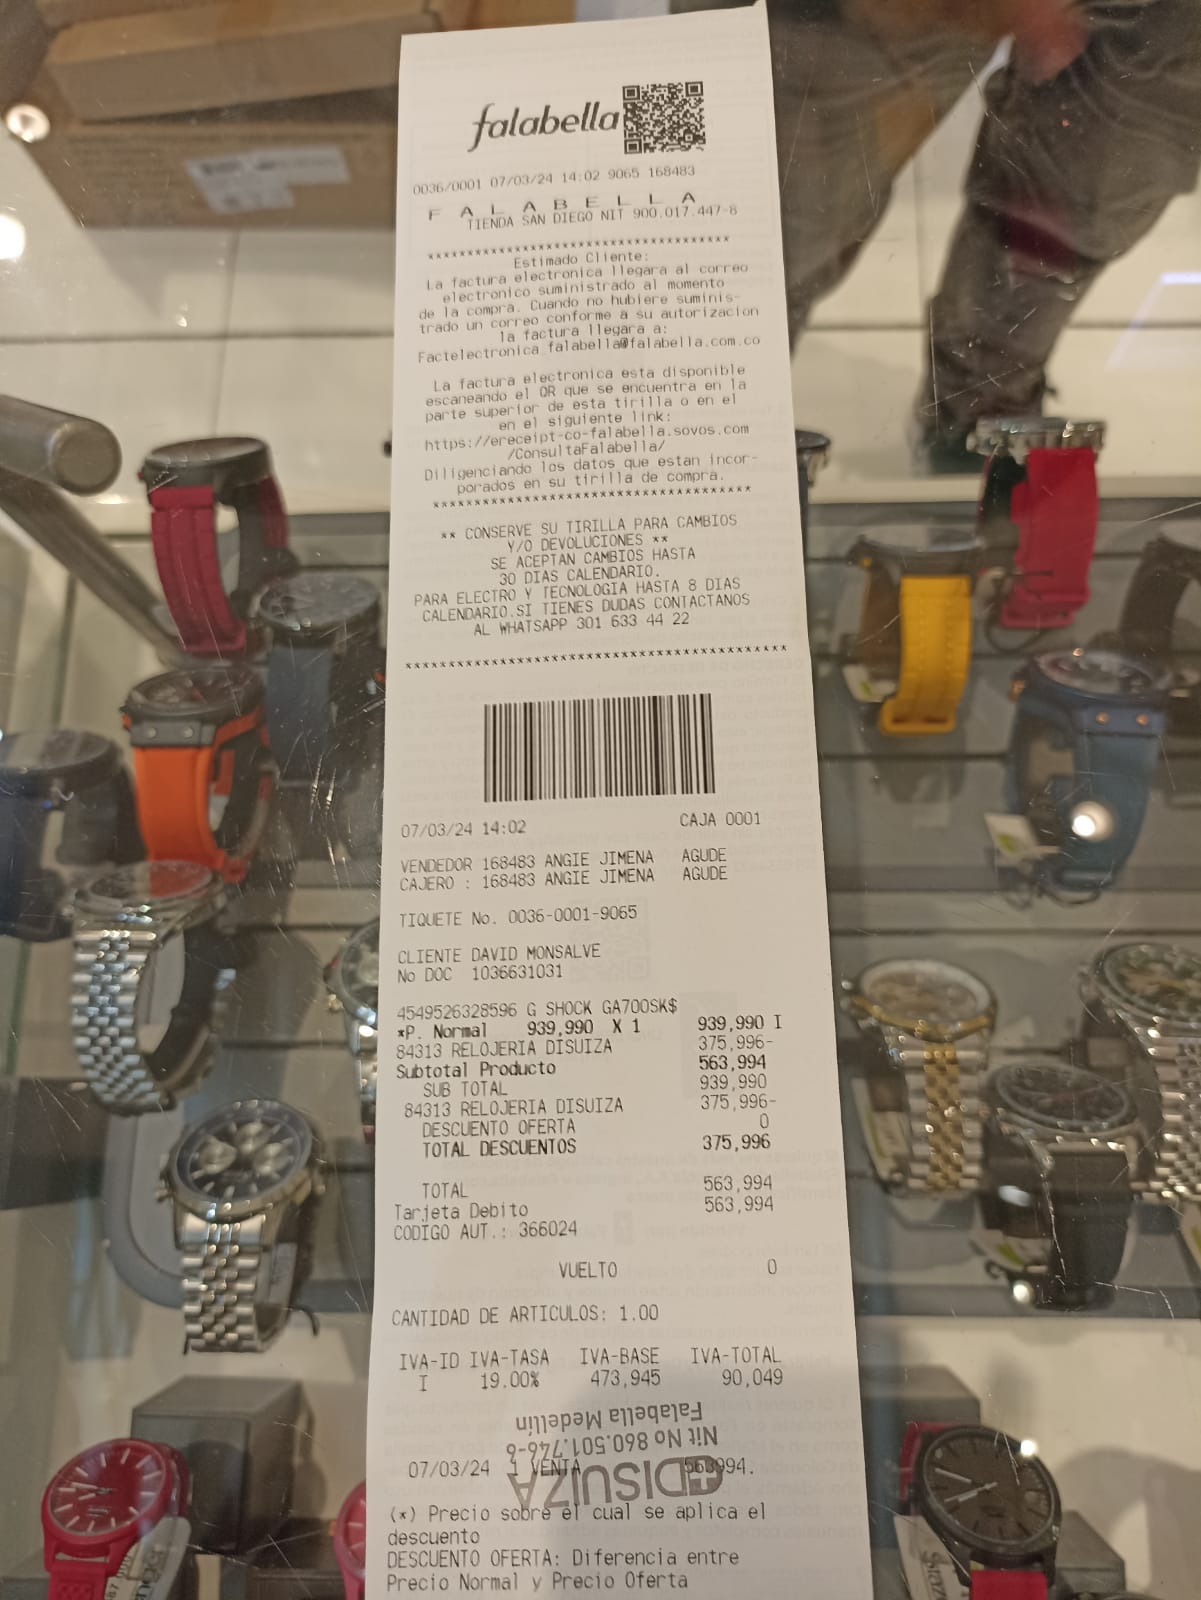 falabella
0036/0001 07/03/24 14:02 9065 168483
F A L A B E L L A
TIENDA SAN DIEGO NIT 900.017.447-8
***********************************
Estimado Cliente:
La factura electronica llegara al correo
electronico suministrado al momento
de la compra. Cuando no hubiere suminis-
trado un correo conforme a su autorizacion
la factura llegara a:
Factelectronica_falabella@falabella.com.co
La factura electronica esta disponible
escaneando el QR que se encuentra en la
parte superior de esta tirilla o en el
en el siguiente link:
https://ereceipt-co-falabella.sovos.com
/ConsultaFalabella/
Diligenciando los datos que estan incor-
porados en su tirilla de compra.
*************************************
** CONSERVE SU TIRILLA PARA CAMBIOS
Y/O DEVOLUCIONES **
SE ACEPTAN CAMBIOS HASTA
30 DIAS CALENDARIO.
PARA ELECTRO Y TECNOLOGIA HASTA 8 DIAS
CALENDARIO.SI TIENES DUDAS CONTACTANOS
AL WHATSAPP 301 633 44 22
********************************************
07/03/24 14:02 CAJA 0001
VENDEDOR 168483 ANGIE JIMENA AGUDE
CAJERO : 168483 ANGIE JIMENA AGUDE
TIQUETE No. 0036-0001-9065
CLIENTE DAVID MONSALVE
No DOC 1036631031
4549526328596 G SHOCK GA700SK$
*P. Normal 939,990 X 1 939,990 I
84313 RELOJERIA DISUIZA 375,996-
Subtotal Producto 563,994
SUB TOTAL 939,990
84313 RELOJERIA DISUIZA 375,996-
DESCUENTO OFERTA 0
TOTAL DESCUENTOS 375,996
TOTAL 563,994
Tarjeta Debito 563,994
CODIGO AUT.: 366024
VUELTO 0
CANTIDAD DE ARTICULOS: 1.00
IVA-ID IVA-TASA IVA-BASE IVA-TOTAL
I 19.00% 473,945 90,049
Falabella Medellín
Nit No 860.501.746-6
07/03/24 1 VENTA 563994.
DISUIZA
(*) Precio sobre el cual se aplica el
descuento
DESCUENTO OFERTA: Diferencia entre
Precio Normal y Precio Oferta